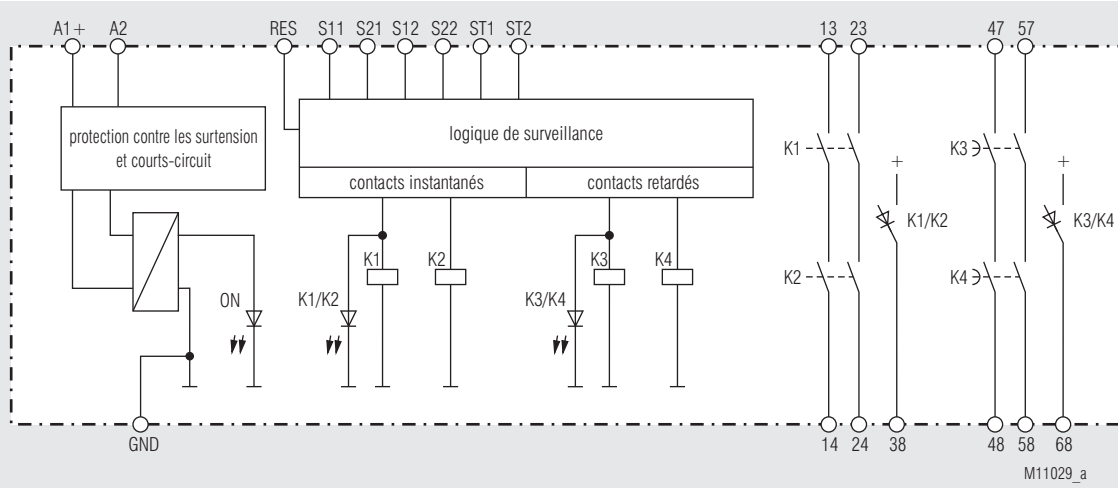 A1+ A2 RES S11 S21 S12 S22 ST1 ST2 13 23 47 57
protection contre les surtension
et courts-circuit
logique de surveillance
contacts instantanés contacts retardés
K1 K3
+ +
K1/K2 K3/K4
K1 K2 K3 K4
K2 K4
ON K1/K2 K3/K4
GND 14 24 38 48 58 68
M11029_a